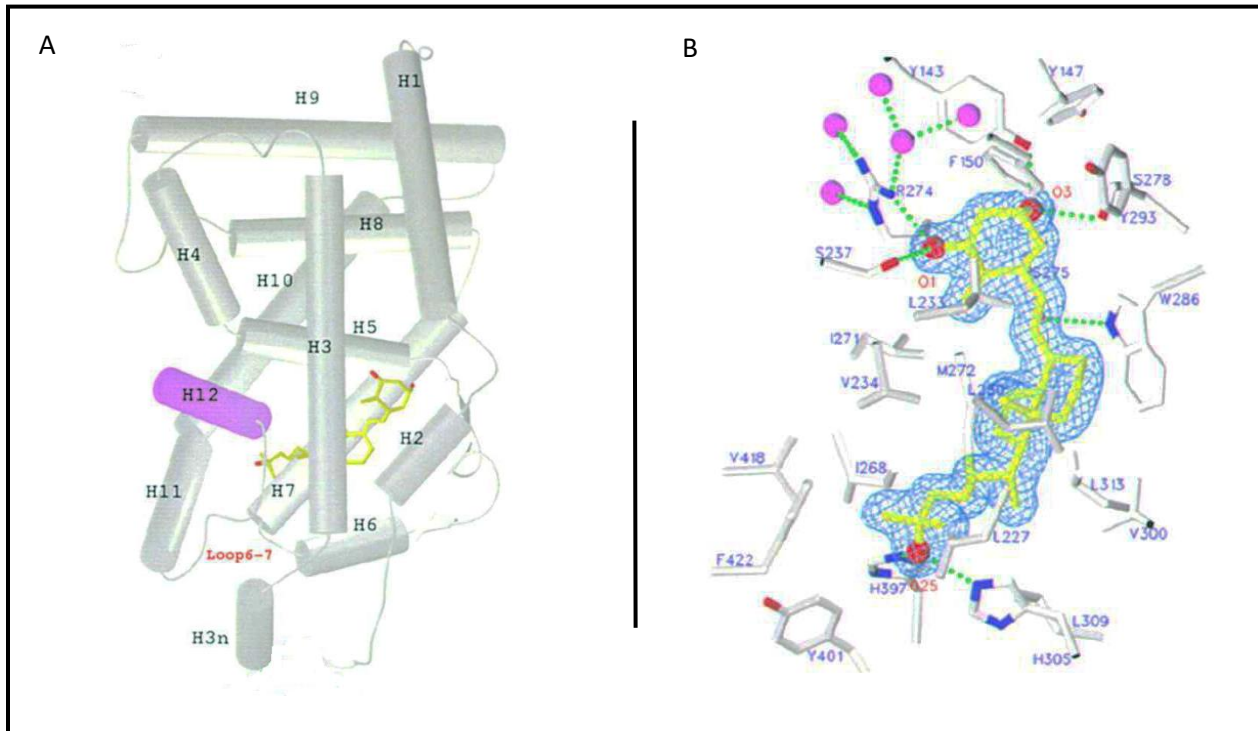 A
H1
H9
H8
H4
H10
H5
H3
H12
H2
H11
H7
H6
Loop6-7
H3n
B
Y143
Y147
F150
S278
R274
O3
Y293
S237
S275
O1
L233
W286
I271
M272
V234
L230
V418
I268
L313
V300
L227
F422
H397
O25
L309
Y401
H305